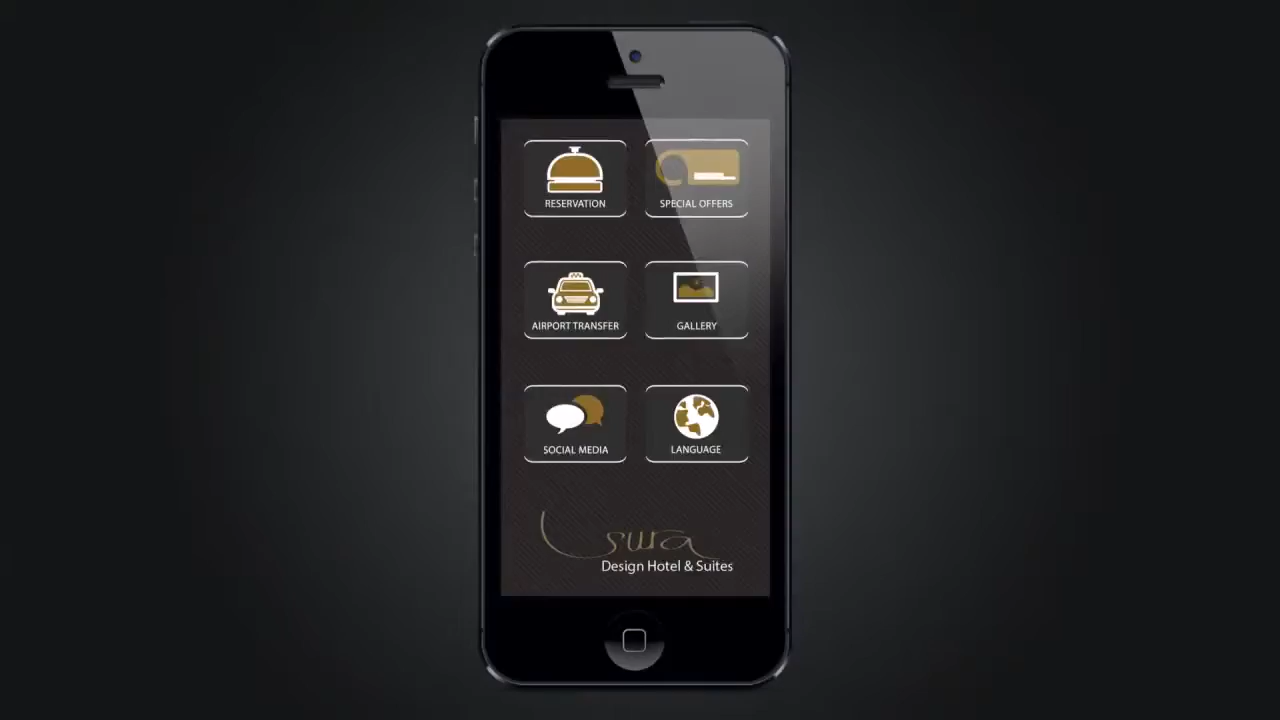 RESERVATION
SPECIAL OFFERS
AIRPORT TRANSFER
GALLERY
SOCIAL MEDIA
LANGUAGE
sura
Design Hotel & Suites